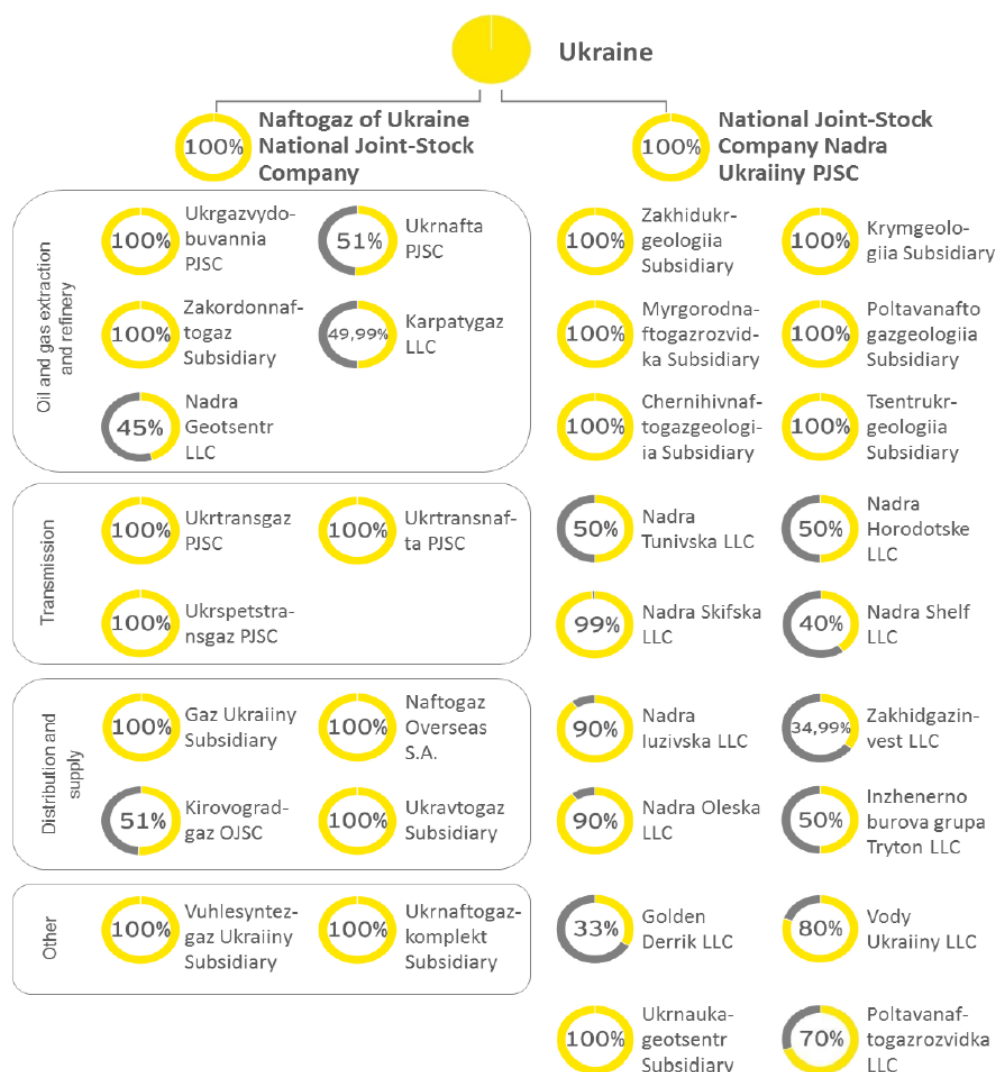 Ukraine
100%
Naftogaz of Ukraine
National Joint-Stock
Company
100%
National Joint-Stock
Company Nadra
Ukraiiny PJSC
Oil and gas extraction
and refinery
100%
Ukrgazvydo-
buvannia
PJSC
51%
Ukrnafta
PJSC
100%
Zakordonnaf-
togaz
Subsidiary
49,99%
Karpatygaz
LLC
45%
Nadra
Geotsentr
LLC
Transmission
100%
Ukrtransgaz
PJSC
100%
Ukrtransnaf-
ta PJSC
100%
Ukrspetstra-
nsgaz PJSC
Distribution and
supply
100%
Gaz Ukraiiny
Subsidiary
100%
Naftogaz
Overseas
S.A.
51%
Kirovograd-
gaz OJSC
100%
Ukravtogaz
Subsidiary
Other
100%
Vuhlesyntez-
gaz Ukraiiny
Subsidiary
100%
Ukrnaftogaz-
komplekt
Subsidiary
100%
Zakhidukr-
geologiia
Subsidiary
100%
Krymgeolo-
giia Subsidiary
100%
Myrgorodna-
ftogazrozvid-
ka Subsidiary
100%
Poltavanafto
gazgeologiia
Subsidiary
100%
Chernihivnaf-
togazgeologi-
ia Subsidiary
100%
Tsentrukr-
geologiia
Subsidiary
50%
Nadra
Tunivska LLC
50%
Nadra
Horodotske
LLC
99%
Nadra Skifska
LLC
40%
Nadra Shelf
LLC
90%
Nadra
Iuzivska LLC
34,99%
Zakhidgazin-
vest LLC
90%
Nadra Oleska
LLC
50%
Inzhenerno
burova grupa
Tryton LLC
33%
Golden
Derrik LLC
80%
Vody
Ukraiiny LLC
100%
Ukrnauka-
geotsentr
Subsidiary
70%
Poltavanaf-
togazrozvidka
LLC